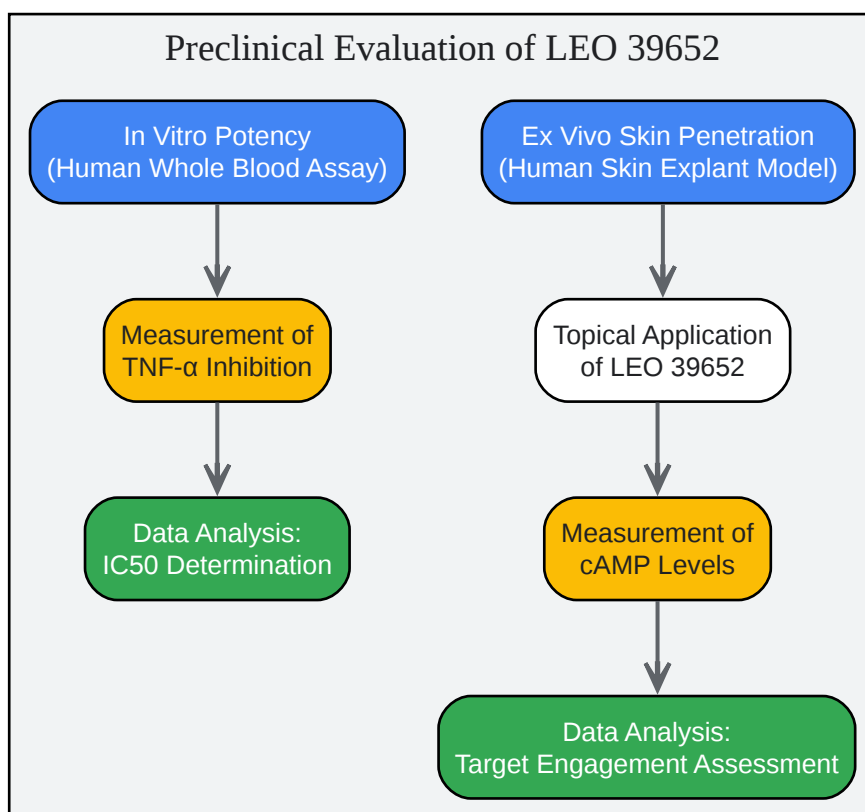 Preclinical Evaluation of LEO 39652
In Vitro Potency
(Human Whole Blood Assay)
Measurement of
TNF-α Inhibition
Data Analysis:
IC50 Determination
Ex Vivo Skin Penetration
(Human Skin Explant Model)
Topical Application
of LEO 39652
Measurement of
cAMP Levels
Data Analysis:
Target Engagement Assessment